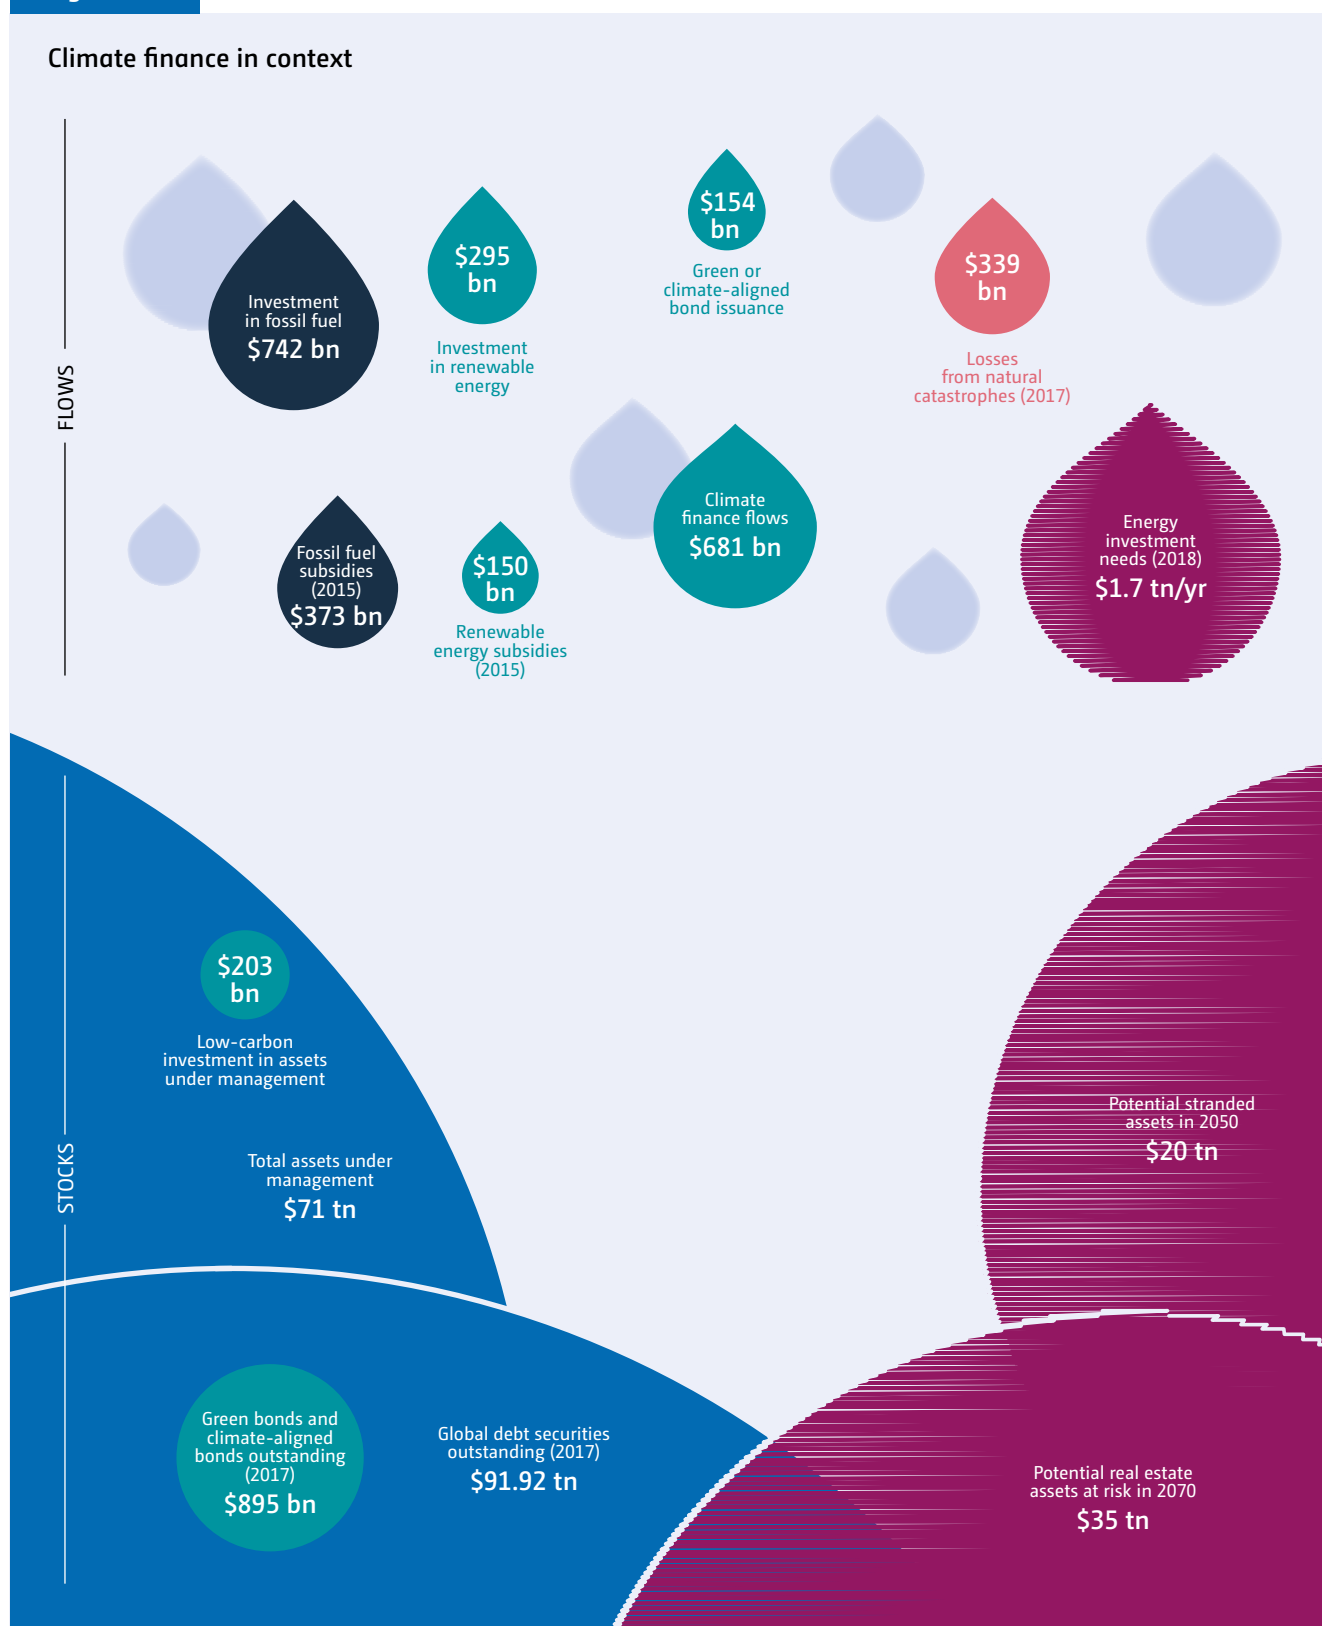 Climate finance in context
FLOWS
Investment
in fossil fuel
$742 bn
$295
bn
Investment
in renewable
energy
$154
bn
Green or
climate-aligned
bond issuance
$339
bn
Losses
from natural
catastrophes (2017)
Fossil fuel
subsidies
(2015)
$373 bn
$150
bn
Renewable
energy subsidies
(2015)
Climate
finance flows
$681 bn
Energy
investment
needs (2018)
$1.7 tn/yr
STOCKS
$203
bn
Low-carbon
investment in assets
under management
Total assets under
management
$71 tn
Potential stranded
assets in 2050
$20 tn
Green bonds and
climate-aligned
bonds outstanding
(2017)
$895 bn
Global debt securities
outstanding (2017)
$91.92 tn
Potential real estate
assets at risk in 2070
$35 tn